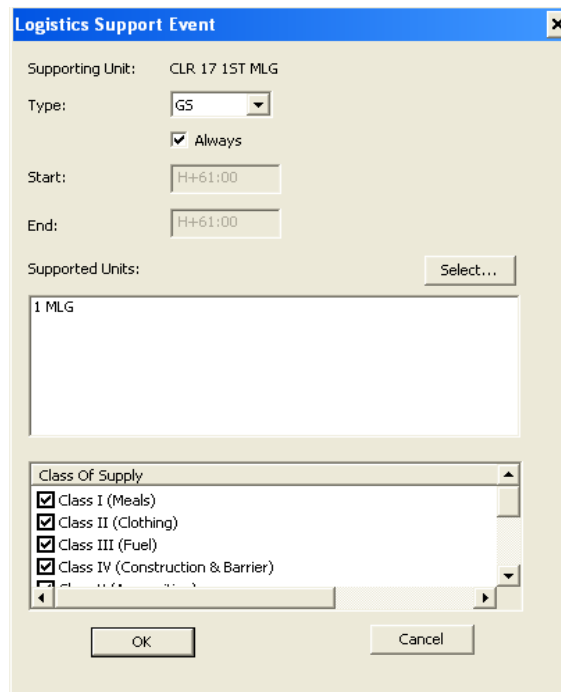 Logistics Support Event
Supporting Unit: CLR 17 1ST MLG
Type: GS
Always
Start: H+61:00
End: H+61:00
Supported Units: Select...
1 MLG
Class Of Supply
Class I (Meals)
Class II (Clothing)
Class III (Fuel)
Class IV (Construction & Barrier)
OK Cancel